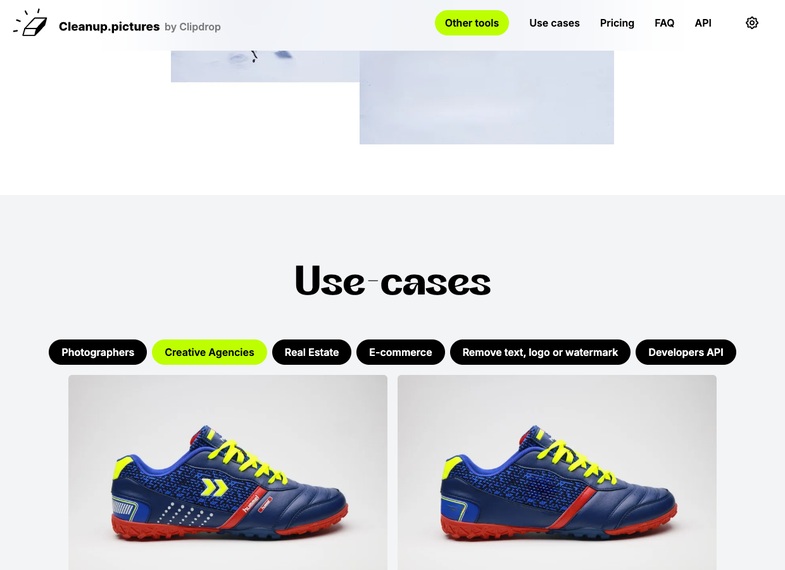 Cleanup.pictures by Clipdrop
Other tools
Use cases
Pricing
FAQ
API
Use-cases
Photographers
Creative Agencies
Real Estate
E-commerce
Remove text, logo or watermark
Developers API
hummel